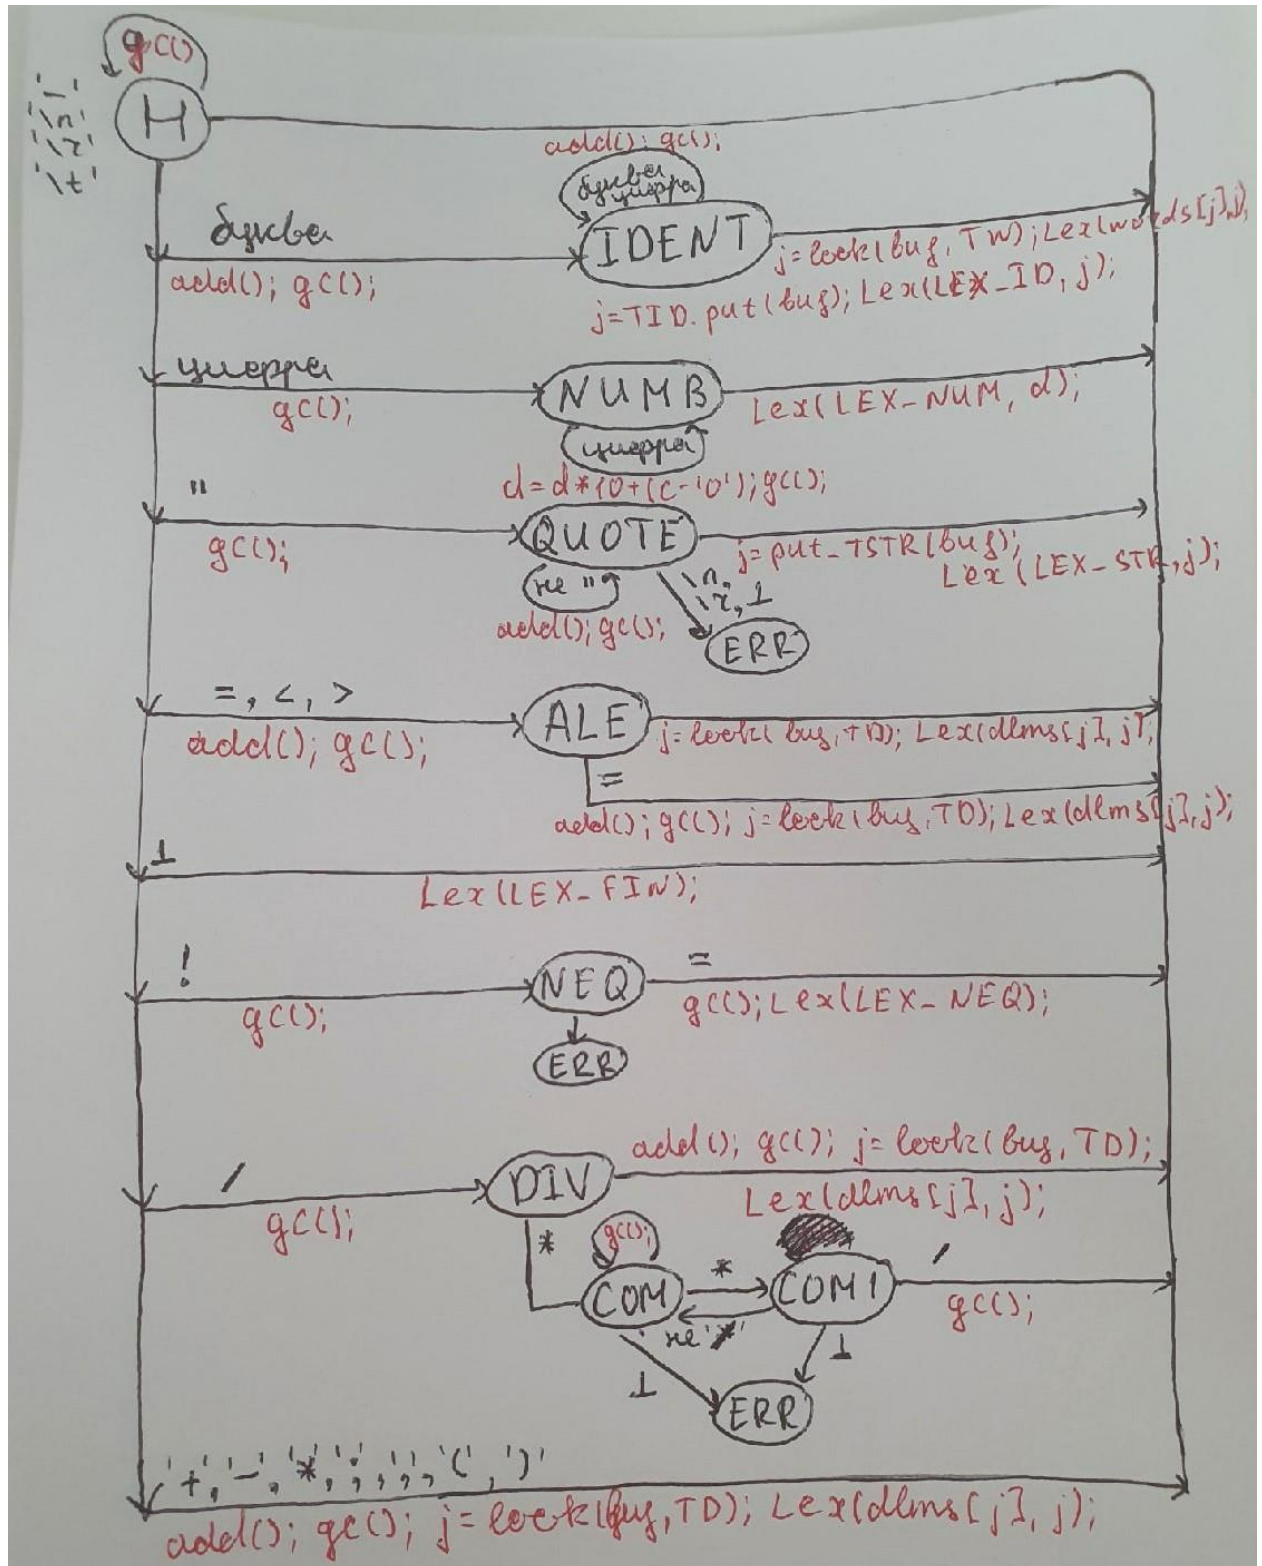 gc()
'_'
'\n'
'\r'
'\t'
H
add(); gc();
буква
цифра
буква
IDENT
add(); gc();
j=look(buf, TW); Lex(words[j],j);
j=TID.put(buf); Lex(LEX_ID, j);
цифра
NUMB
gc();
Lex(LEX_NUM, d);
цифра
d=d*10+(c-'0'); gc();
"
QUOTE
gc();
j=put_TSTR(buf);
Lex(LEX_STR, j);
не "
\n,
\r, ⊥
add(); gc();
ERR
=, <, >
ALE
add(); gc();
j=look(buf, TD); Lex(dlms[j], j);
=
add(); gc(); j=look(buf, TD); Lex(dlms[j], j);
⊥
Lex(LEX_FIN);
!
NEQ
=
gc();
gc(); Lex(LEX_NEQ);
ERR
add(); gc(); j=look(buf, TD);
/
DIV
gc();
Lex(dlms[j], j);
*
gc();
COM
*
COM1
/
gc();
не
⊥
⊥
ERR
'+', '-', '*', ';', ',', '(', ')'
add(); gc(); j=look(buf, TD); Lex(dlms[j], j);